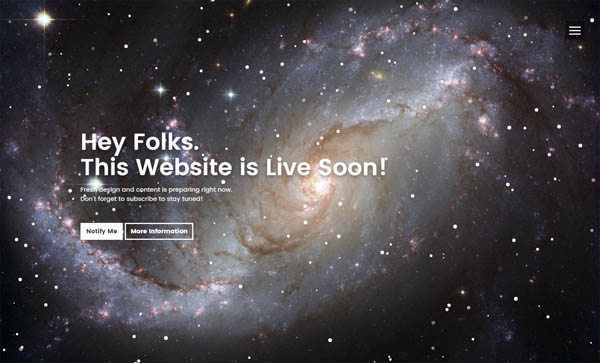 Hey Folks.
This Website is Live Soon!
Fresh design and content is preparing right now.
Don't forget to subscribe to stay tuned!
Notify Me
More Information